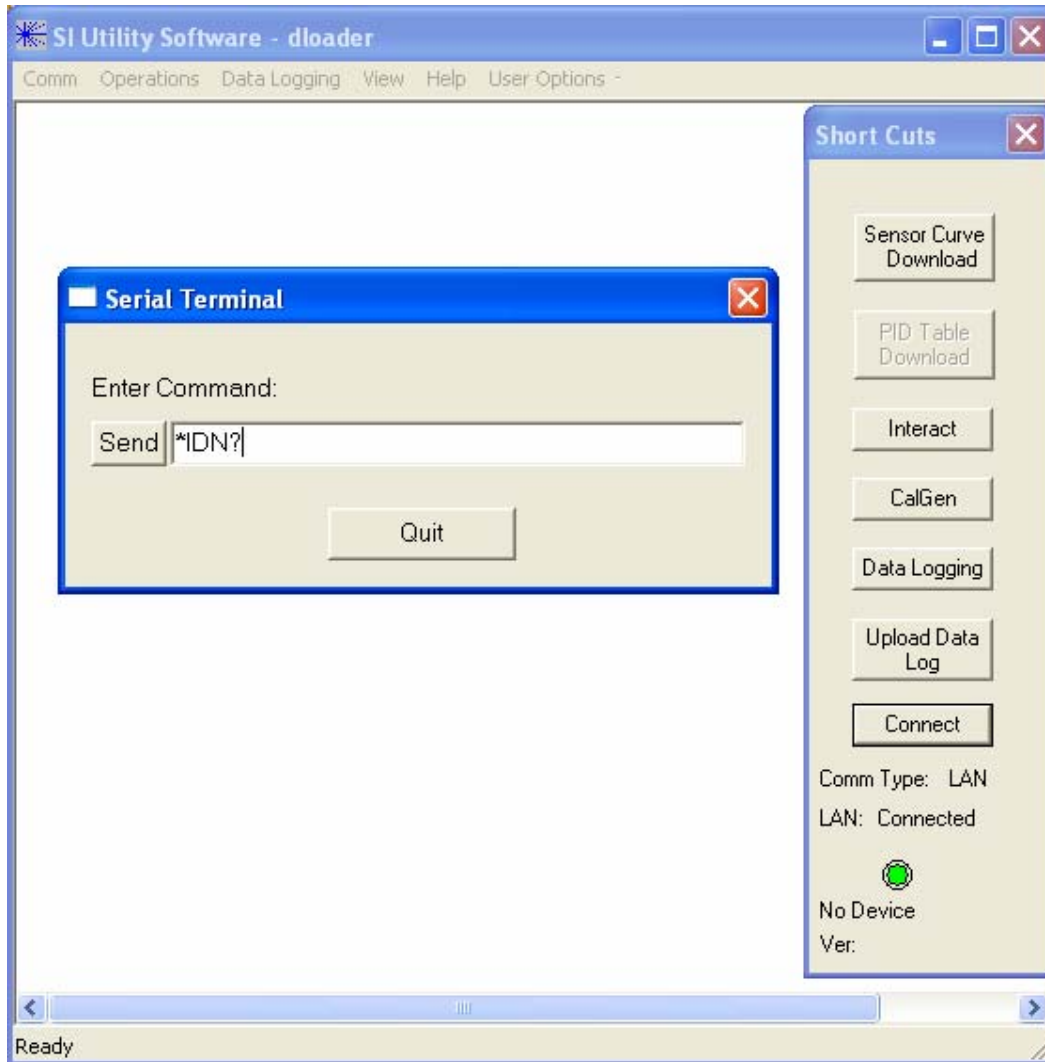 SI Utility Software - dloader
Comm Operations Data Logging View Help User Options -
Short Cuts
Sensor Curve
Download
PID Table
Download
Interact
CalGen
Data Logging
Upload Data
Log
Connect
Comm Type: LAN
LAN: Connected
No Device
Ver:
Serial Terminal
Enter Command:
Send *IDN?
Quit
Ready